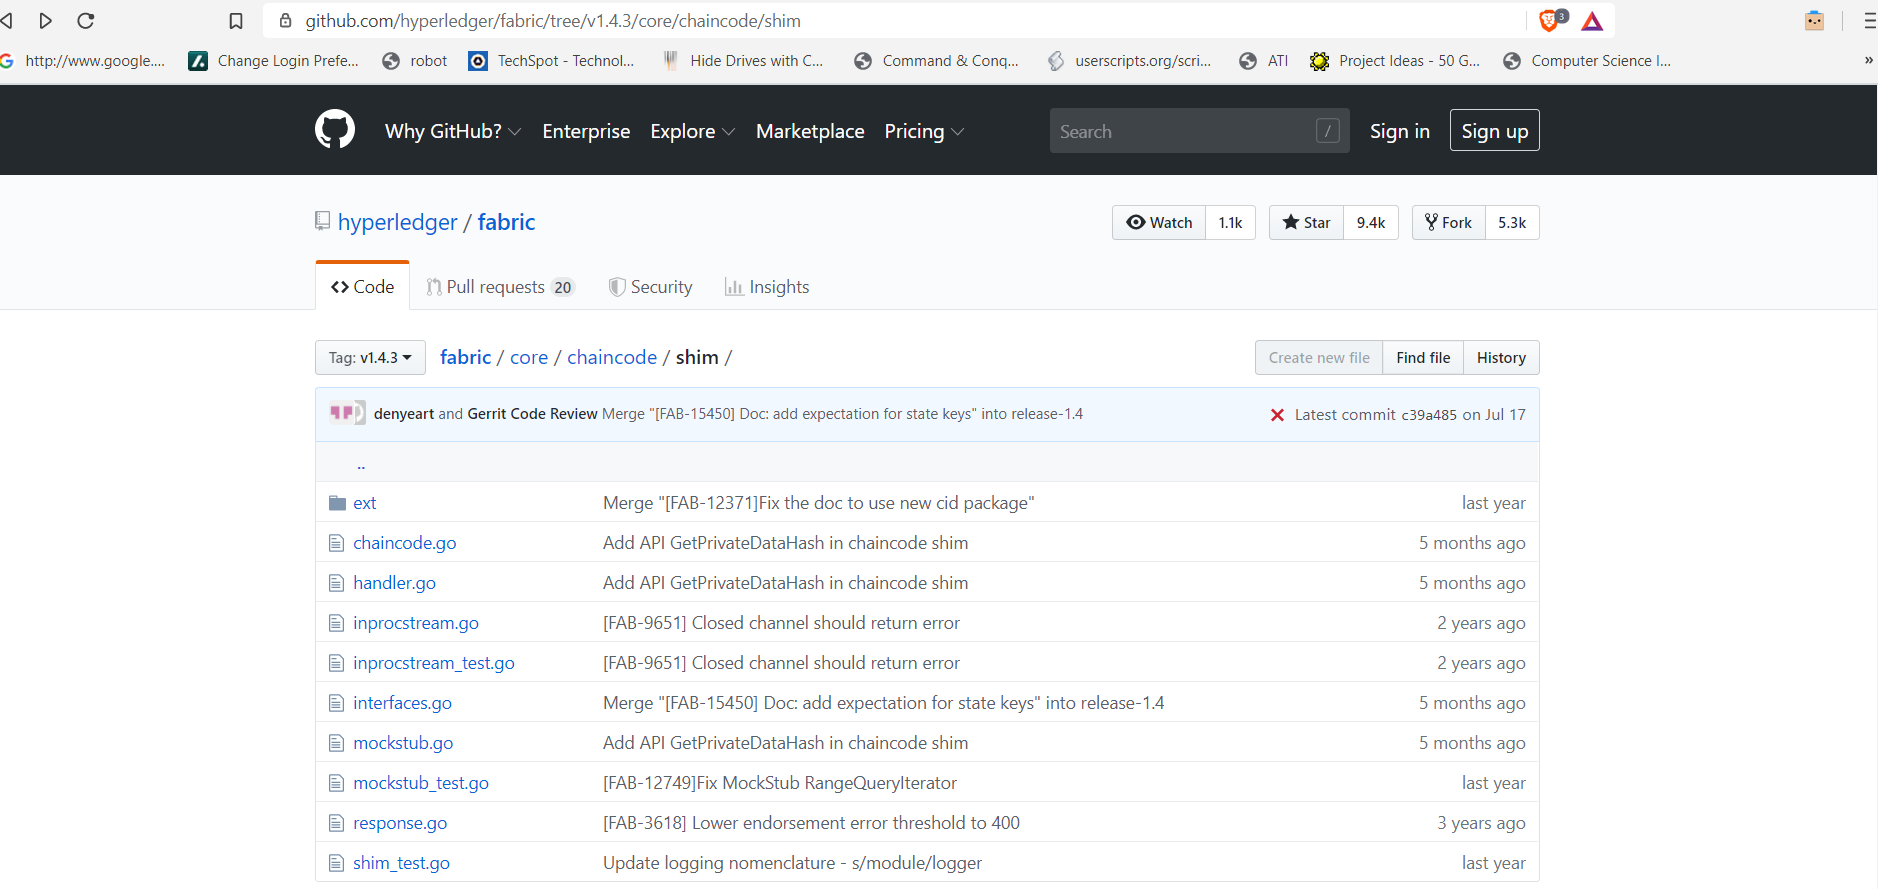 github.com/hyperledger/fabric/tree/v1.4.3/core/chaincode/shim 3
http://www.google.... Change Login Prefe... robot TechSpot - Technol... Hide Drives with C... Command & Conq... userscripts.org/scri... ATI Project Ideas - 50 G... Computer Science I... »
Why GitHub? Enterprise Explore Marketplace Pricing Search / Sign in Sign up
hyperledger / fabric Watch 1.1k Star 9.4k Fork 5.3k
Code Pull requests 20 Security Insights
Tag: v1.4.3 fabric / core / chaincode / shim / Create new file Find file History
denyeart and Gerrit Code Review Merge "[FAB-15450] Doc: add expectation for state keys" into release-1.4 Latest commit c39a485 on Jul 17
..
ext Merge "[FAB-12371]Fix the doc to use new cid package" last year
chaincode.go Add API GetPrivateDataHash in chaincode shim 5 months ago
handler.go Add API GetPrivateDataHash in chaincode shim 5 months ago
inprocstream.go [FAB-9651] Closed channel should return error 2 years ago
inprocstream_test.go [FAB-9651] Closed channel should return error 2 years ago
interfaces.go Merge "[FAB-15450] Doc: add expectation for state keys" into release-1.4 5 months ago
mockstub.go Add API GetPrivateDataHash in chaincode shim 5 months ago
mockstub_test.go [FAB-12749]Fix MockStub RangeQueryIterator last year
response.go [FAB-3618] Lower endorsement error threshold to 400 3 years ago
shim_test.go Update logging nomenclature - s/module/logger last year